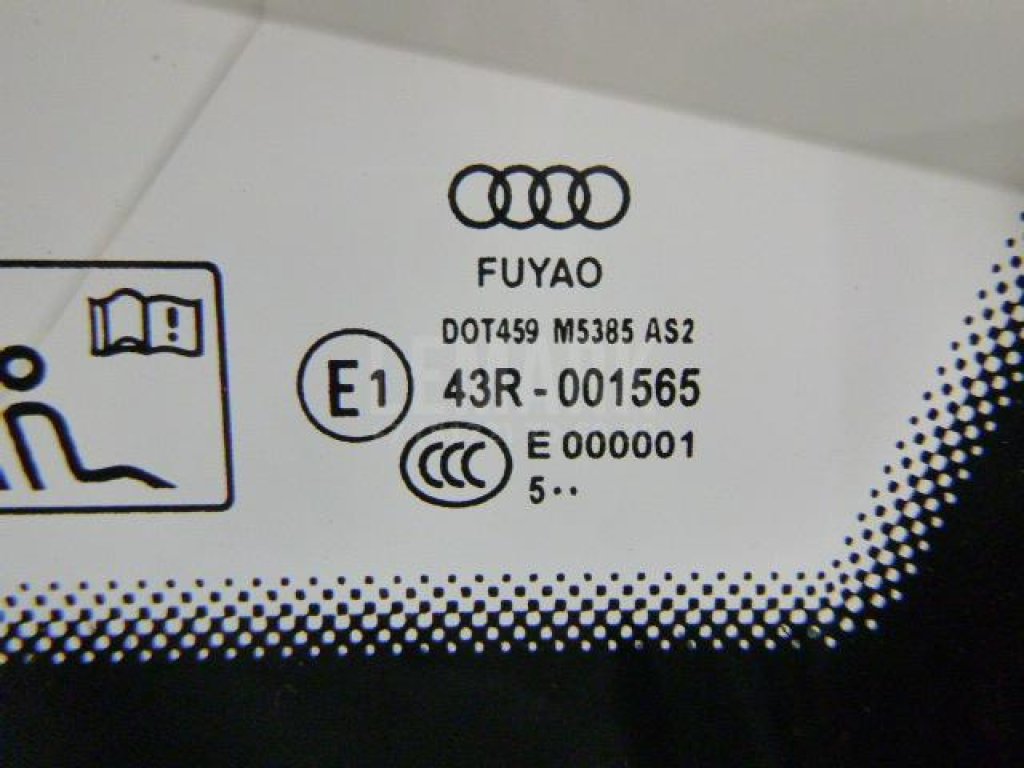 FUYAO
DOT459 M5385 AS2
E1 43R-001565
CCC E 000001
5··
!